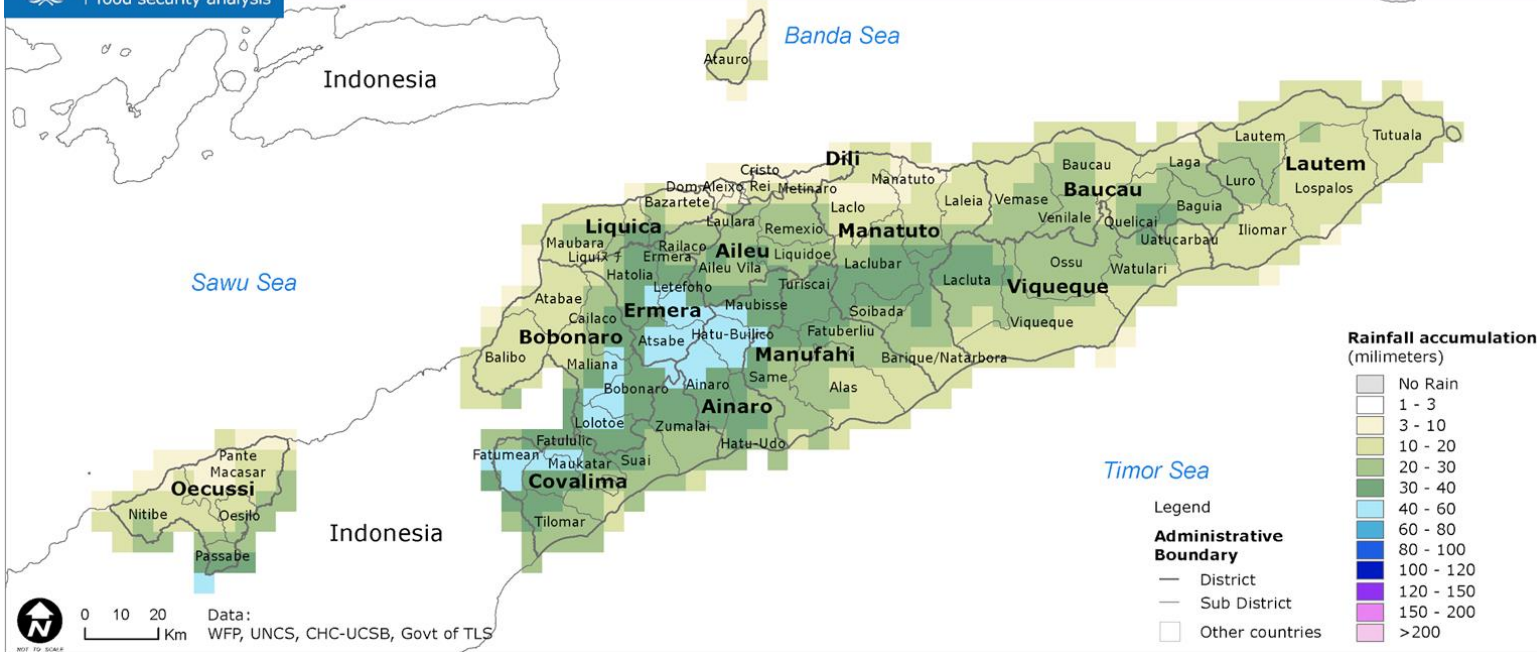 food security analysis
Banda Sea
Atauro
Indonesia
Lautem
Tutuala
Dili
Cristo
Baucau
Laga
Lautem
Dom Aleixo
Rei
Metinaro
Manatuto
Luro
Lospalos
Bazartete
Laclo
Laleia
Vemase
Baucau
Baguia
Liquica
Laulara
Remexio
Manatuto
Venilale
Quelicai
Iliomar
Maubara
Railaco
Aileu
Liquidoe
Uatucarbau
Ermera
Aileu Vila
Laclubar
Ossu
Watulari
Hatolia
Letefoho
Turiscai
Lacluta
Viqueque
Sawu Sea
Atabae
Ermera
Maubisse
Soibada
Cailaco
Viqueque
Bobonaro
Atsabe
Hatu-Builico
Fatuberliu
Balibo
Maliana
Manufahi
Barique/Natarbora
Bobonaro
Ainaro
Same
Alas
Ainaro
Lolotoe
Zumalai
Fatululic
Hatu-Udo
Fatumean
Maukatar
Suai
Covalima
Tilomar
Pante
Macasar
Oecussi
Nitibe
Oesilo
Passabe
Indonesia
Timor Sea
Legend
Administrative
Boundary
District
Sub District
Other countries
Rainfall accumulation
(milimeters)
No Rain
1 - 3
3 - 10
10 - 20
20 - 30
30 - 40
40 - 60
60 - 80
80 - 100
100 - 120
120 - 150
150 - 200
>200
N
NOT TO SCALE
0 10 20
Km
Data:
WFP, UNCS, CHC-UCSB, Govt of TLS